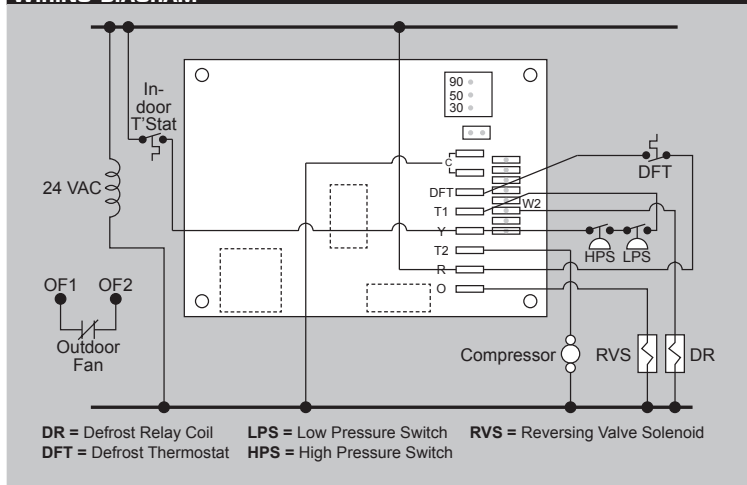 WIRING DIAGRAM
In-
door
T'Stat
90
50
30
24 VAC
C
DFT
T1
W2
Y
T2
R
O
DFT
HPS LPS
OF1 OF2
Outdoor
Fan
Compressor
RVS
DR
DR = Defrost Relay Coil LPS = Low Pressure Switch RVS = Reversing Valve Solenoid
DFT = Defrost Thermostat HPS = High Pressure Switch